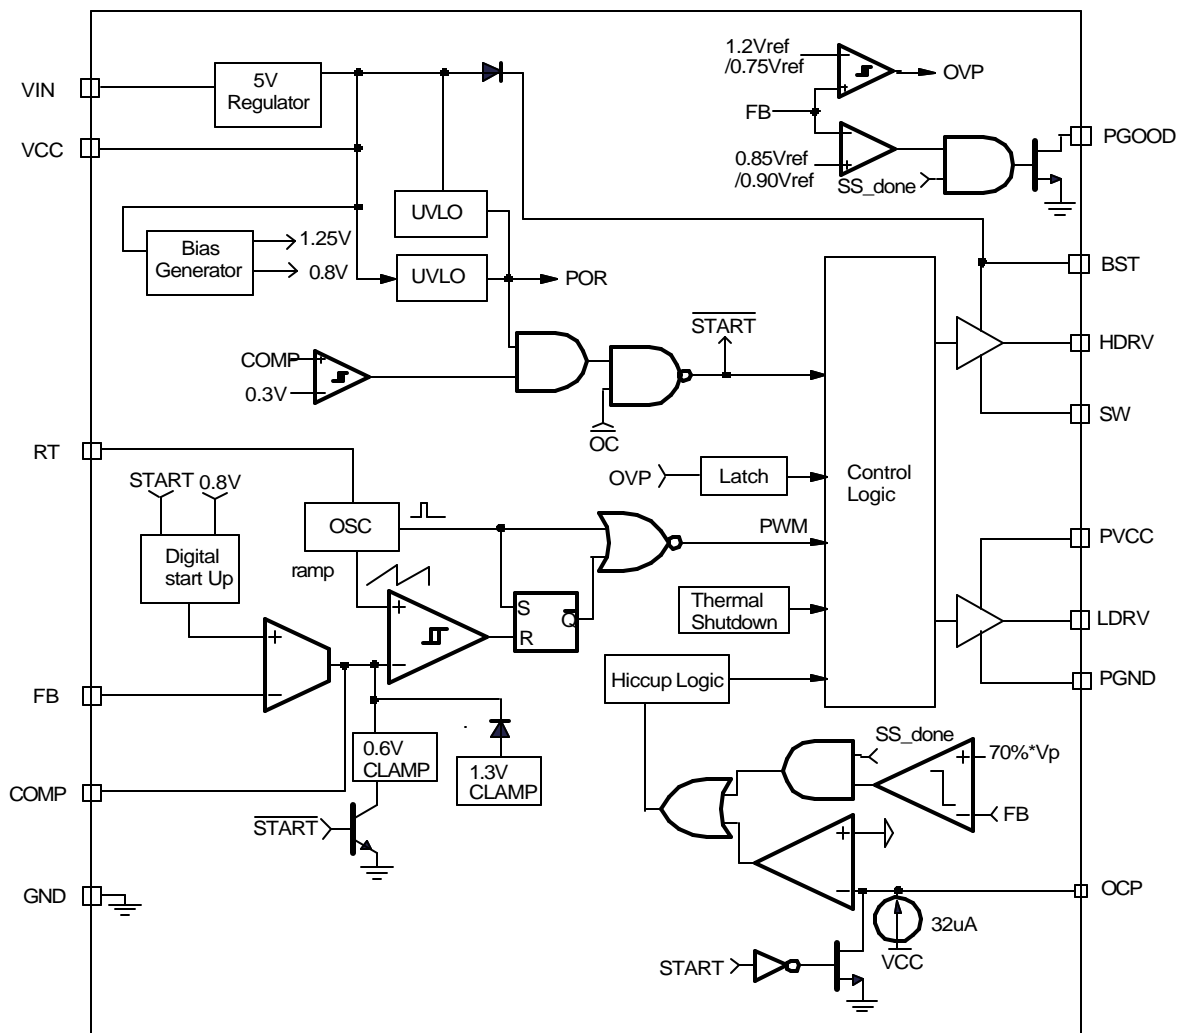 1.2Vref
/0.75Vref
OVP
VIN
5V
Regulator
FB
PGOOD
VCC
0.85Vref
/0.90Vref
SS_done
UVLO
1.25V
Bias
Generator
0.8V
UVLO
POR
BST
START
HDRV
COMP
0.3V
SW
OC
RT
START
0.8V
OVP
Latch
Control
Logic
OSC
PWM
PVCC
Digital
start Up
ramp
Thermal
Shutdown
S
R
Q
LDRV
Hiccup Logic
PGND
FB
0.6V
CLAMP
1.3V
CLAMP
SS_done
70%*Vp
COMP
FB
START
GND
OCP
32uA
START
VCC